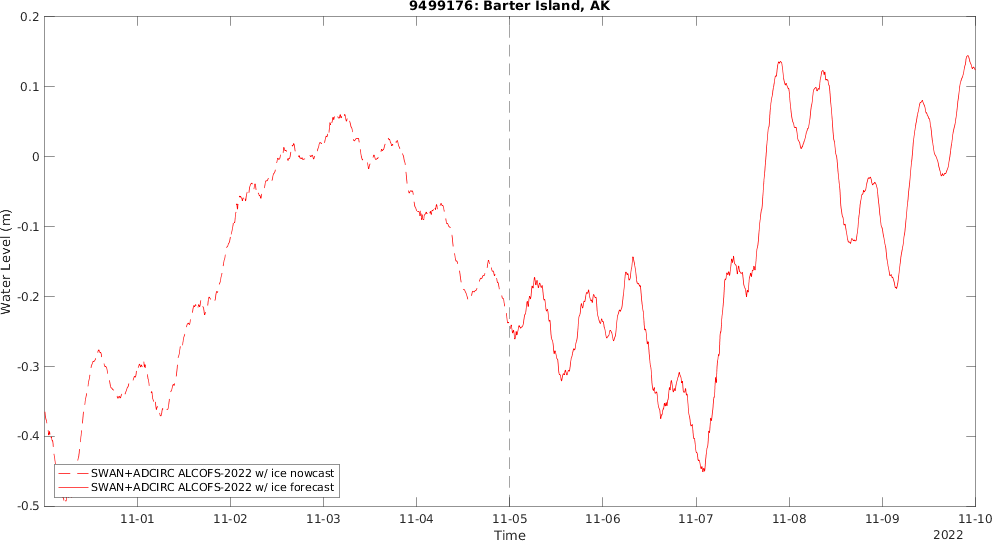 9499176: Barter Island, AK
0.2
0.1
0
-0.1
-0.2
-0.3
-0.4
-0.5
Water Level (m)
SWAN+ADCIRC ALCOFS-2022 w/ ice nowcast
SWAN+ADCIRC ALCOFS-2022 w/ ice forecast
11-01 11-02 11-03 11-04 11-05 11-06 11-07 11-08 11-09 11-10
Time
2022